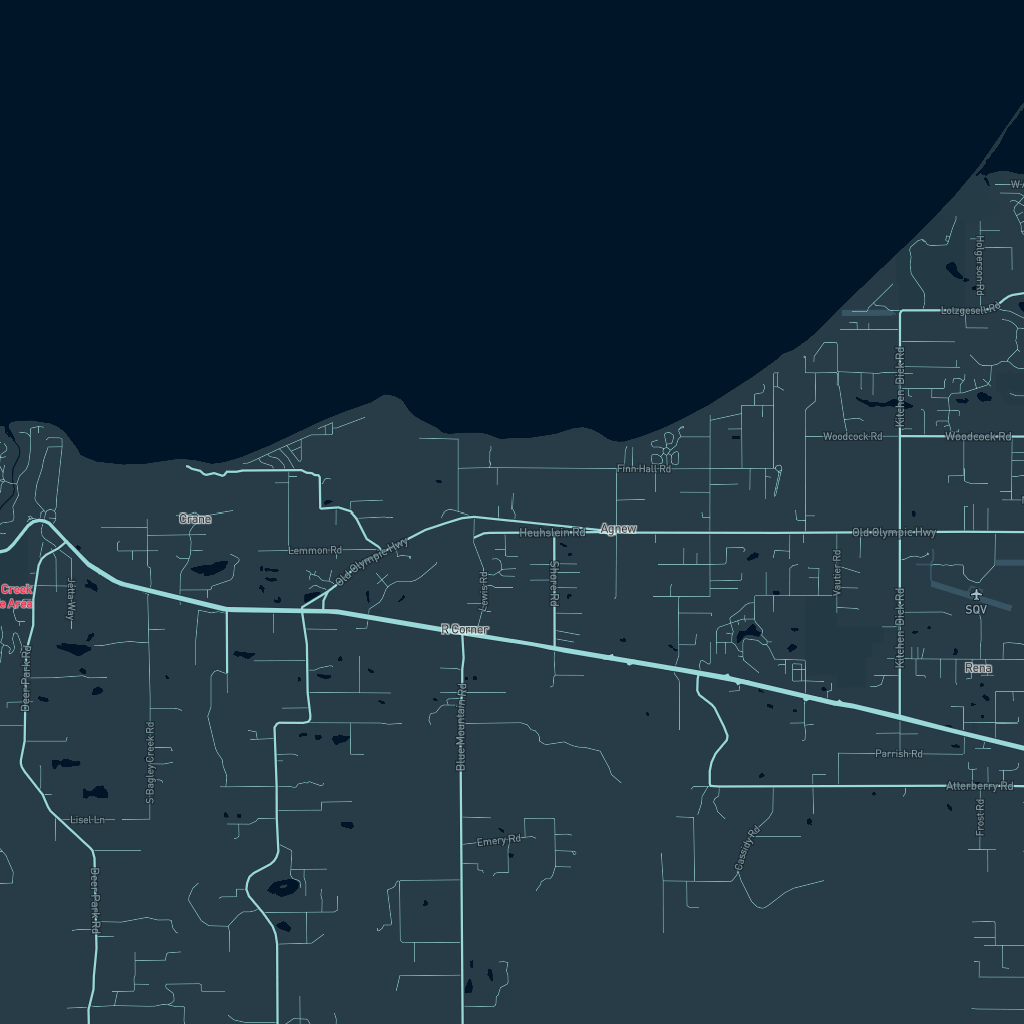 W A
Holgerson Rd
Lotzgesell Rd
Kitchen-Dick Rd
Woodcock Rd
Woodcock Rd
Finn Hall Rd
Crane
Agnew
Heuhslein Rd
Old Olympic Hwy
Lemmon Rd
Old Olympic Hwy
Creek
Area
Jetta Way
Lewis Rd
Shore Rd
Vautier Rd
SQV
Kitchen-Dick Rd
R Corner
Rena
Deer Park Rd
Blue Mountain Rd
S Bagley Creek Rd
Parrish Rd
Atterberry Rd
Lisel Ln
Frost Rd
Emery Rd
Cassidy Rd
Deer Park Rd